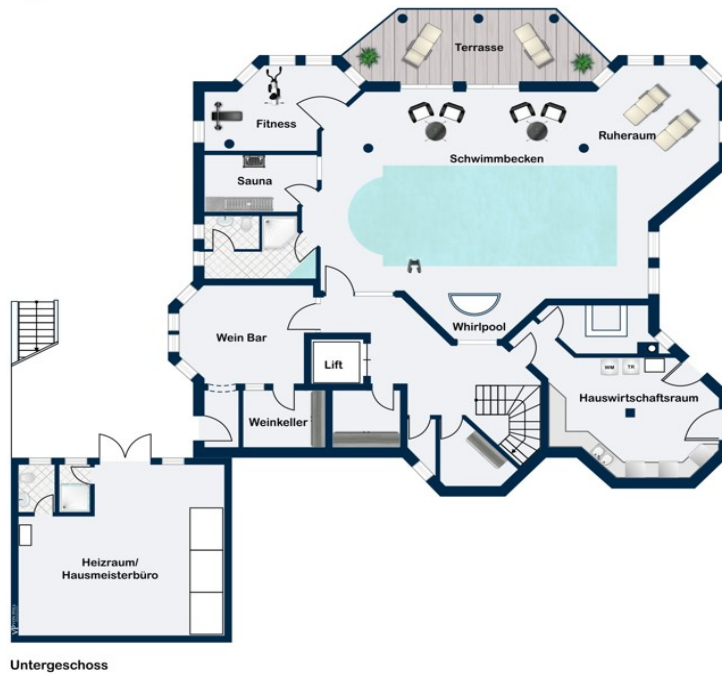 Terrasse
Fitness
Ruheraum
Schwimmbecken
Sauna
Whirlpool
Wein Bar
Lift
WM TR
Hauswirtschaftsraum
Weinkeller
Heizraum/
Hausmeisterbüro
Untergeschoss